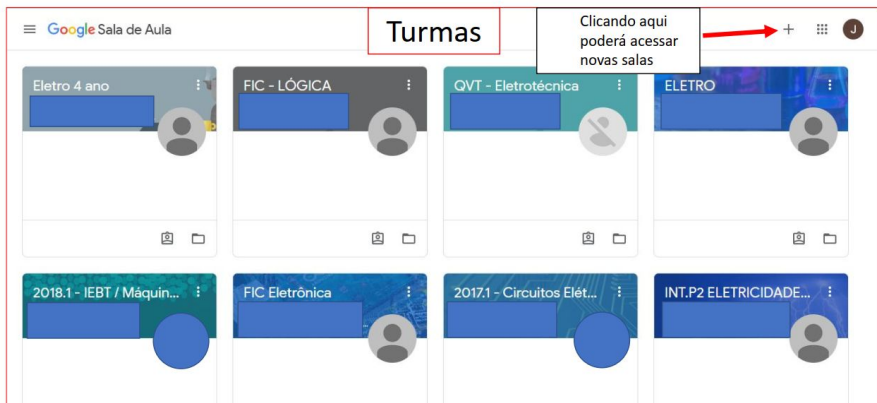 Google Sala de Aula
Turmas
Clicando aqui
poderá acessar
novas salas
J
Eletro 4 ano
FIC - LÓGICA
QVT - Eletrotécnica
ELETRO
2018.1 - IEBT / Máquin...
FIC Eletrônica
2017.1 - Circuitos Elét...
INT.P2 ELETRICIDADE...